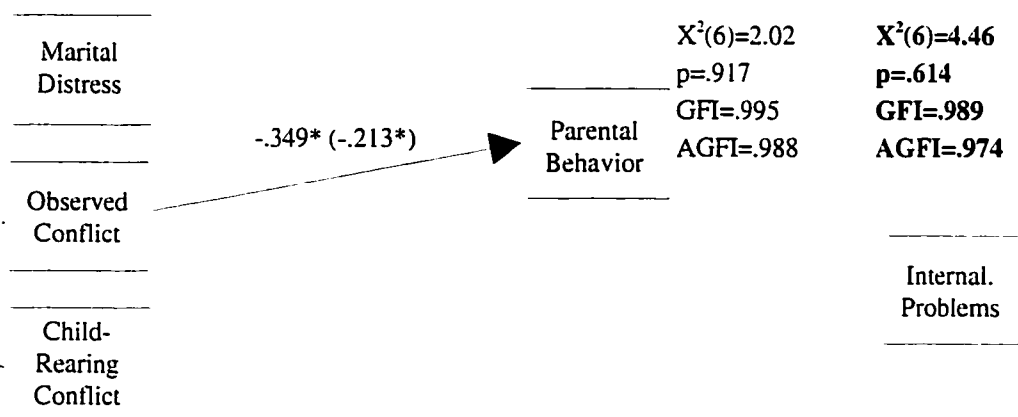 Marital
Distress
-.349* (-.213*)
Observed
Conflict
Child-
Rearing
Conflict
Parental
Behavior
X²(6)=2.02
p=.917
GFI=.995
AGFI=.988
X²(6)=4.46
p=.614
GFI=.989
AGFI=.974
Internal.
Problems